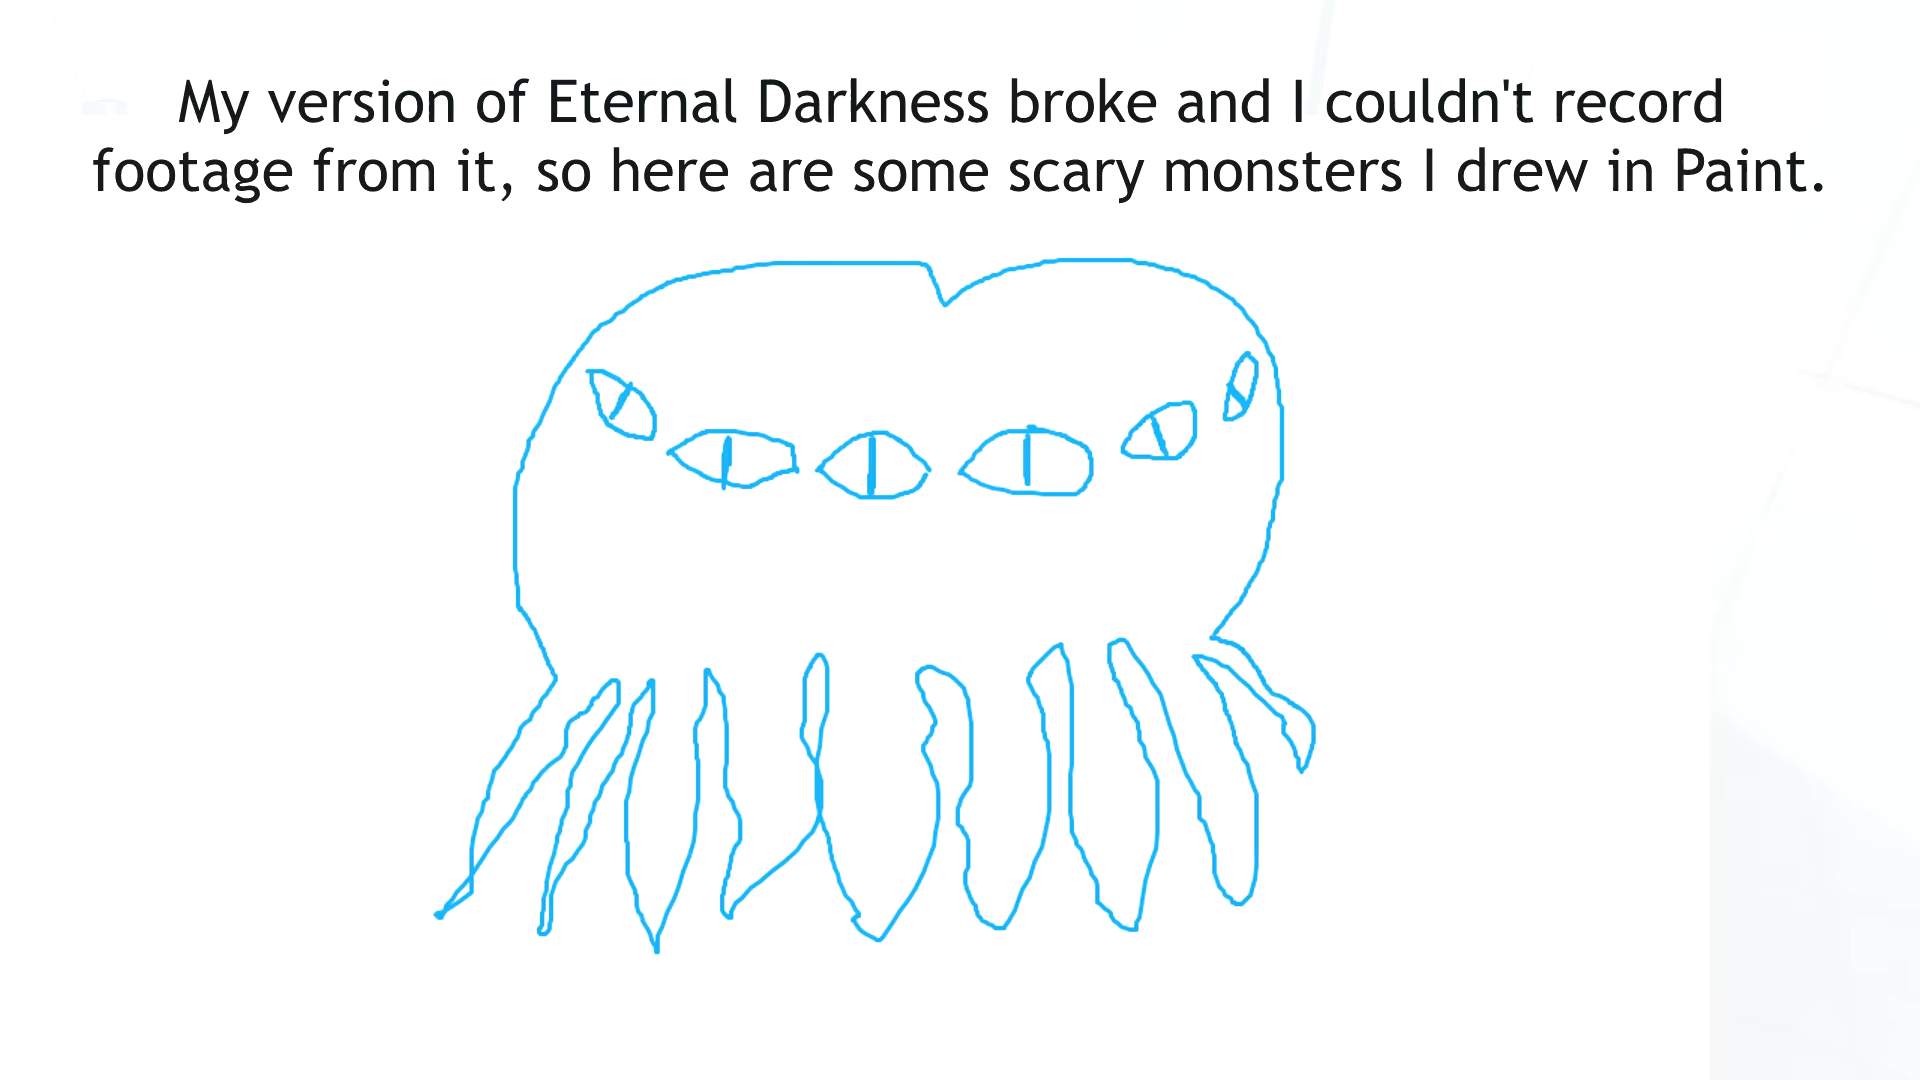 My version of Eternal Darkness broke and I couldn't record
footage from it, so here are some scary monsters I drew in Paint.